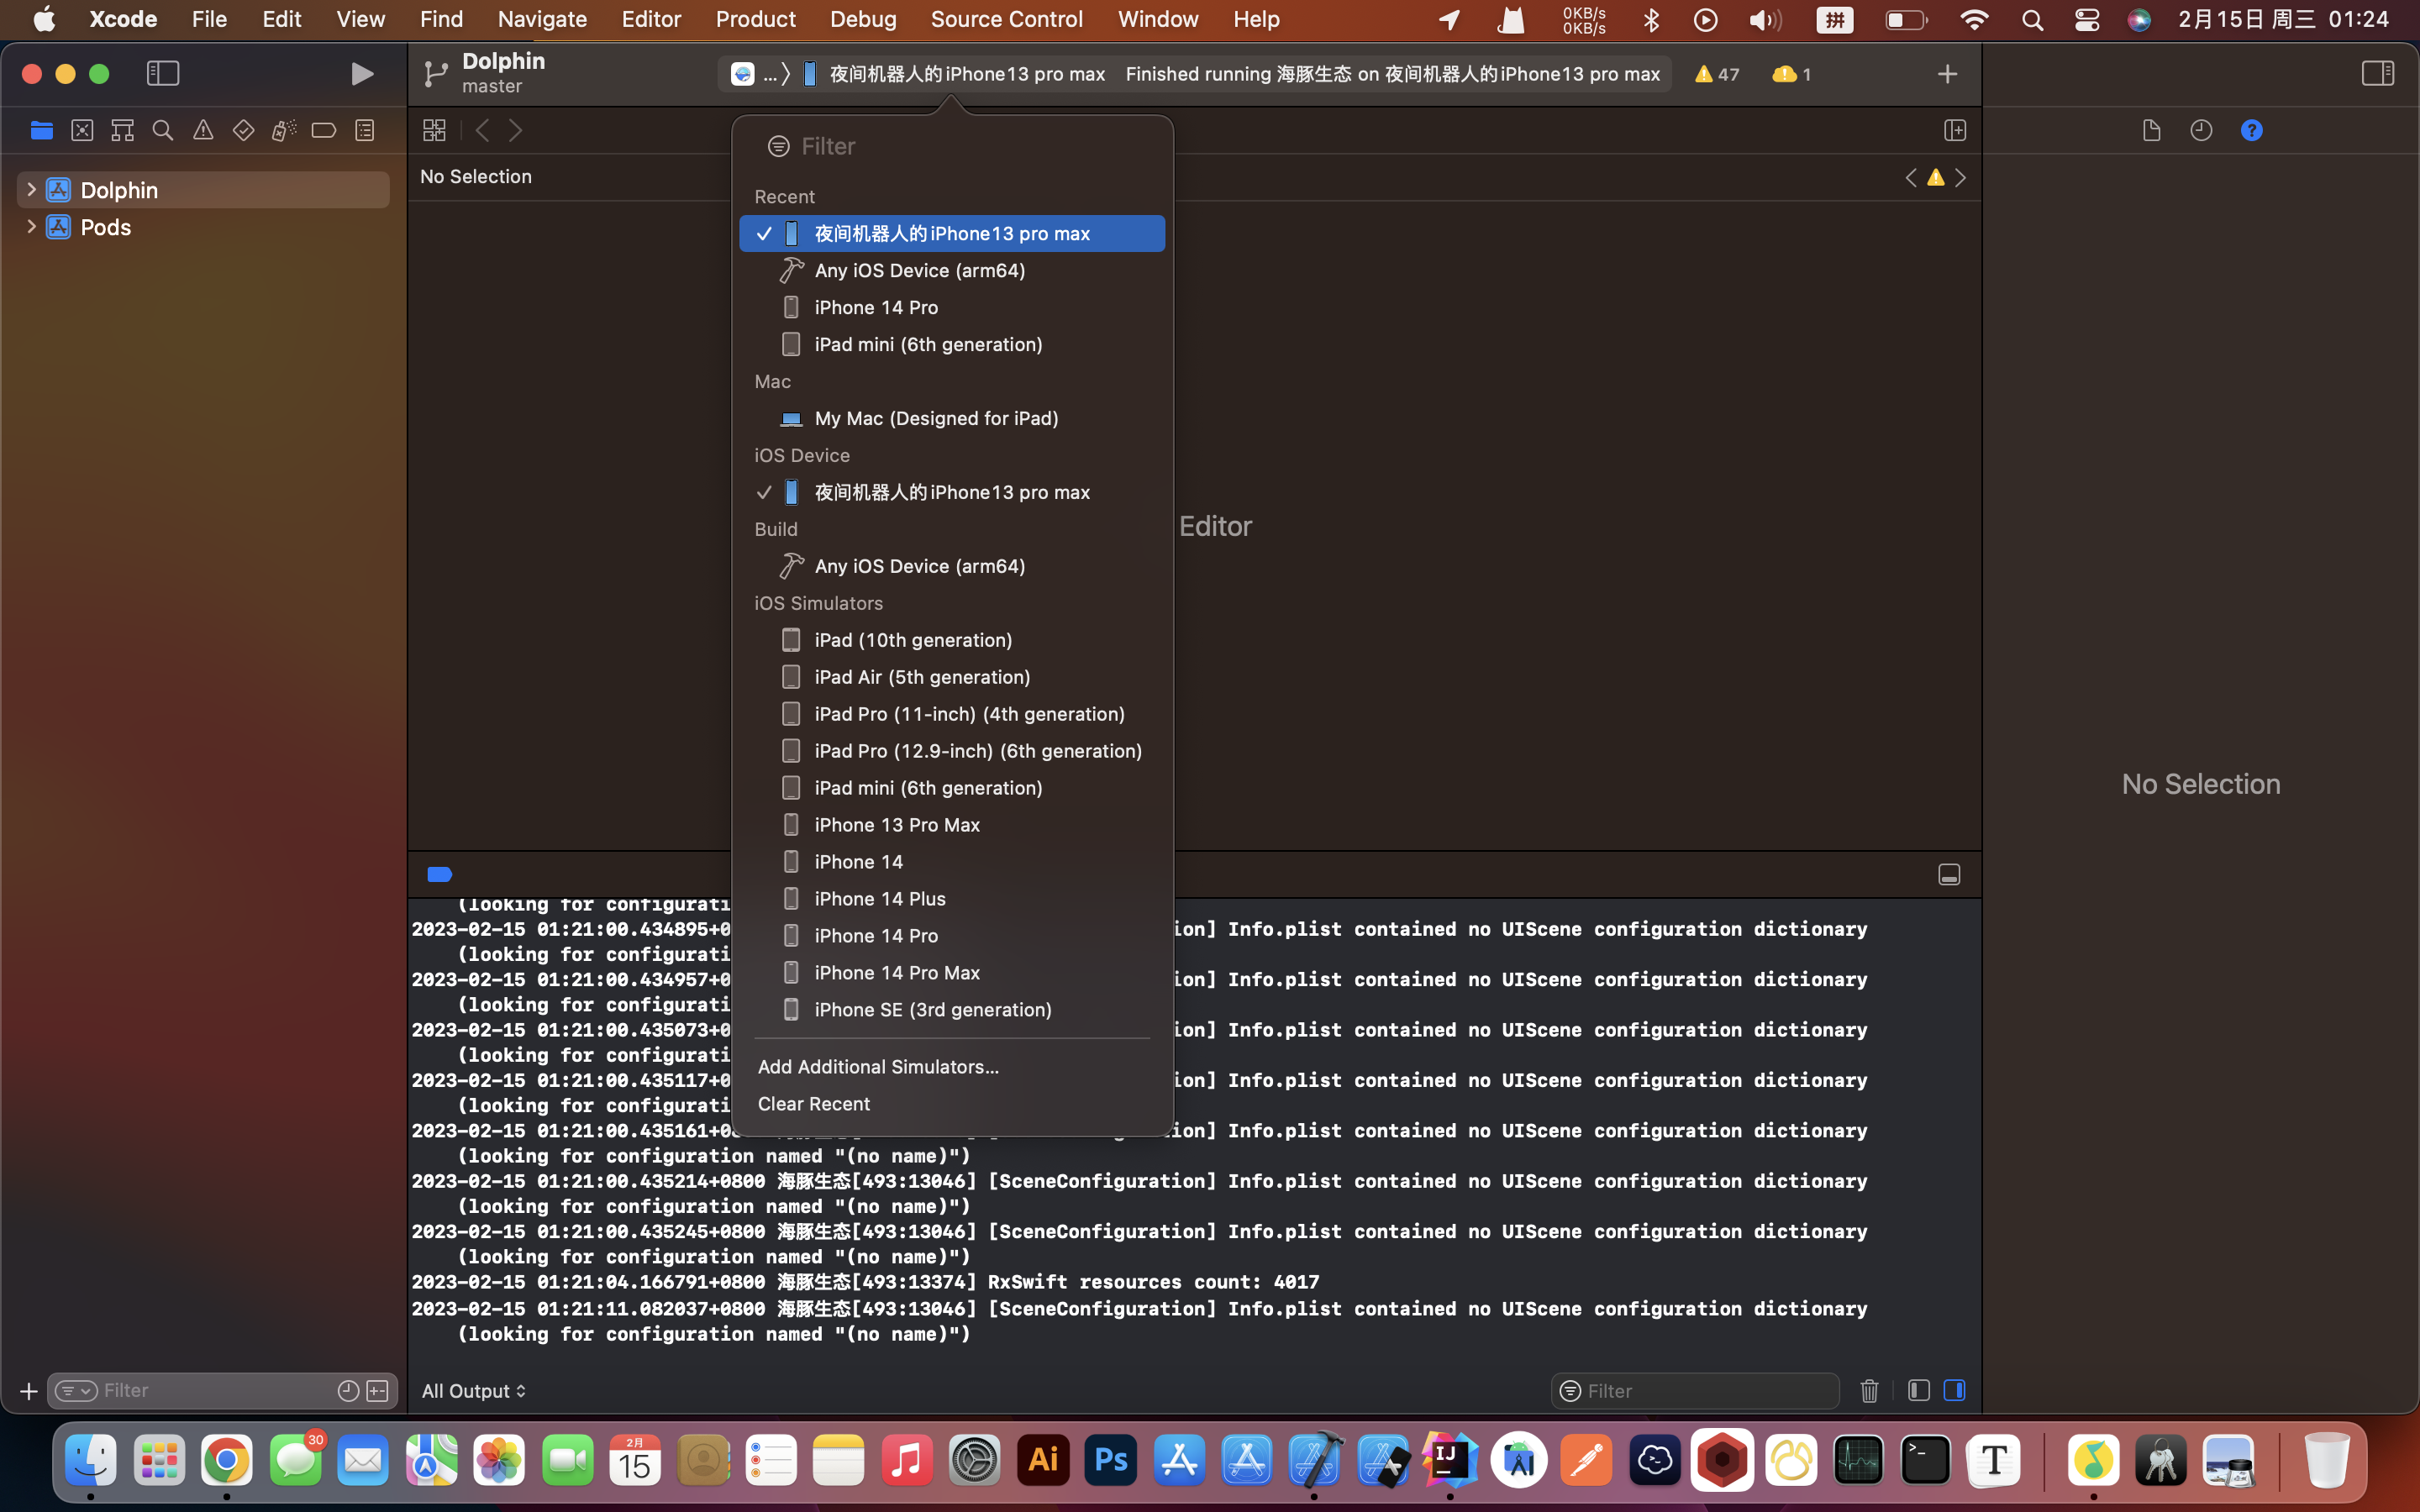 Xcode File Edit View Find Navigate Editor Product Debug Source Control Window Help 0KB/s 0KB/s 拼 2月15日 周三 01:24
Dolphin
master
... 〉 夜间机器人的iPhone13 pro max Finished running 海豚生态 on 夜间机器人的iPhone13 pro max 47 1
Dolphin
Pods
No Selection
Filter
Recent
夜间机器人的iPhone13 pro max
Any iOS Device (arm64)
iPhone 14 Pro
iPad mini (6th generation)
Mac
My Mac (Designed for iPad)
iOS Device
夜间机器人的iPhone13 pro max
Build
Any iOS Device (arm64)
iOS Simulators
iPad (10th generation)
iPad Air (5th generation)
iPad Pro (11-inch) (4th generation)
iPad Pro (12.9-inch) (6th generation)
iPad mini (6th generation)
iPhone 13 Pro Max
iPhone 14
iPhone 14 Plus
iPhone 14 Pro
iPhone 14 Pro Max
iPhone SE (3rd generation)
Add Additional Simulators...
Clear Recent
Editor
No Selection
(looking for configurati
2023-02-15 01:21:00.434895+0 ion] Info.plist contained no UIScene configuration dictionary
(looking for configurati
2023-02-15 01:21:00.434957+0 ion] Info.plist contained no UIScene configuration dictionary
(looking for configurati
2023-02-15 01:21:00.435073+0 ion] Info.plist contained no UIScene configuration dictionary
(looking for configurati
2023-02-15 01:21:00.435117+0 ion] Info.plist contained no UIScene configuration dictionary
(looking for configurati
2023-02-15 01:21:00.435161+0 ion] Info.plist contained no UIScene configuration dictionary
(looking for configuration named "(no name)")
2023-02-15 01:21:00.435214+0800 海豚生态[493:13046] [SceneConfiguration] Info.plist contained no UIScene configuration dictionary
(looking for configuration named "(no name)")
2023-02-15 01:21:00.435245+0800 海豚生态[493:13046] [SceneConfiguration] Info.plist contained no UIScene configuration dictionary
(looking for configuration named "(no name)")
2023-02-15 01:21:04.166791+0800 海豚生态[493:13374] RxSwift resources count: 4017
2023-02-15 01:21:11.082037+0800 海豚生态[493:13046] [SceneConfiguration] Info.plist contained no UIScene configuration dictionary
(looking for configuration named "(no name)")
Filter
All Output
Filter
30
2月
15
Ai
Ps
IJ
T